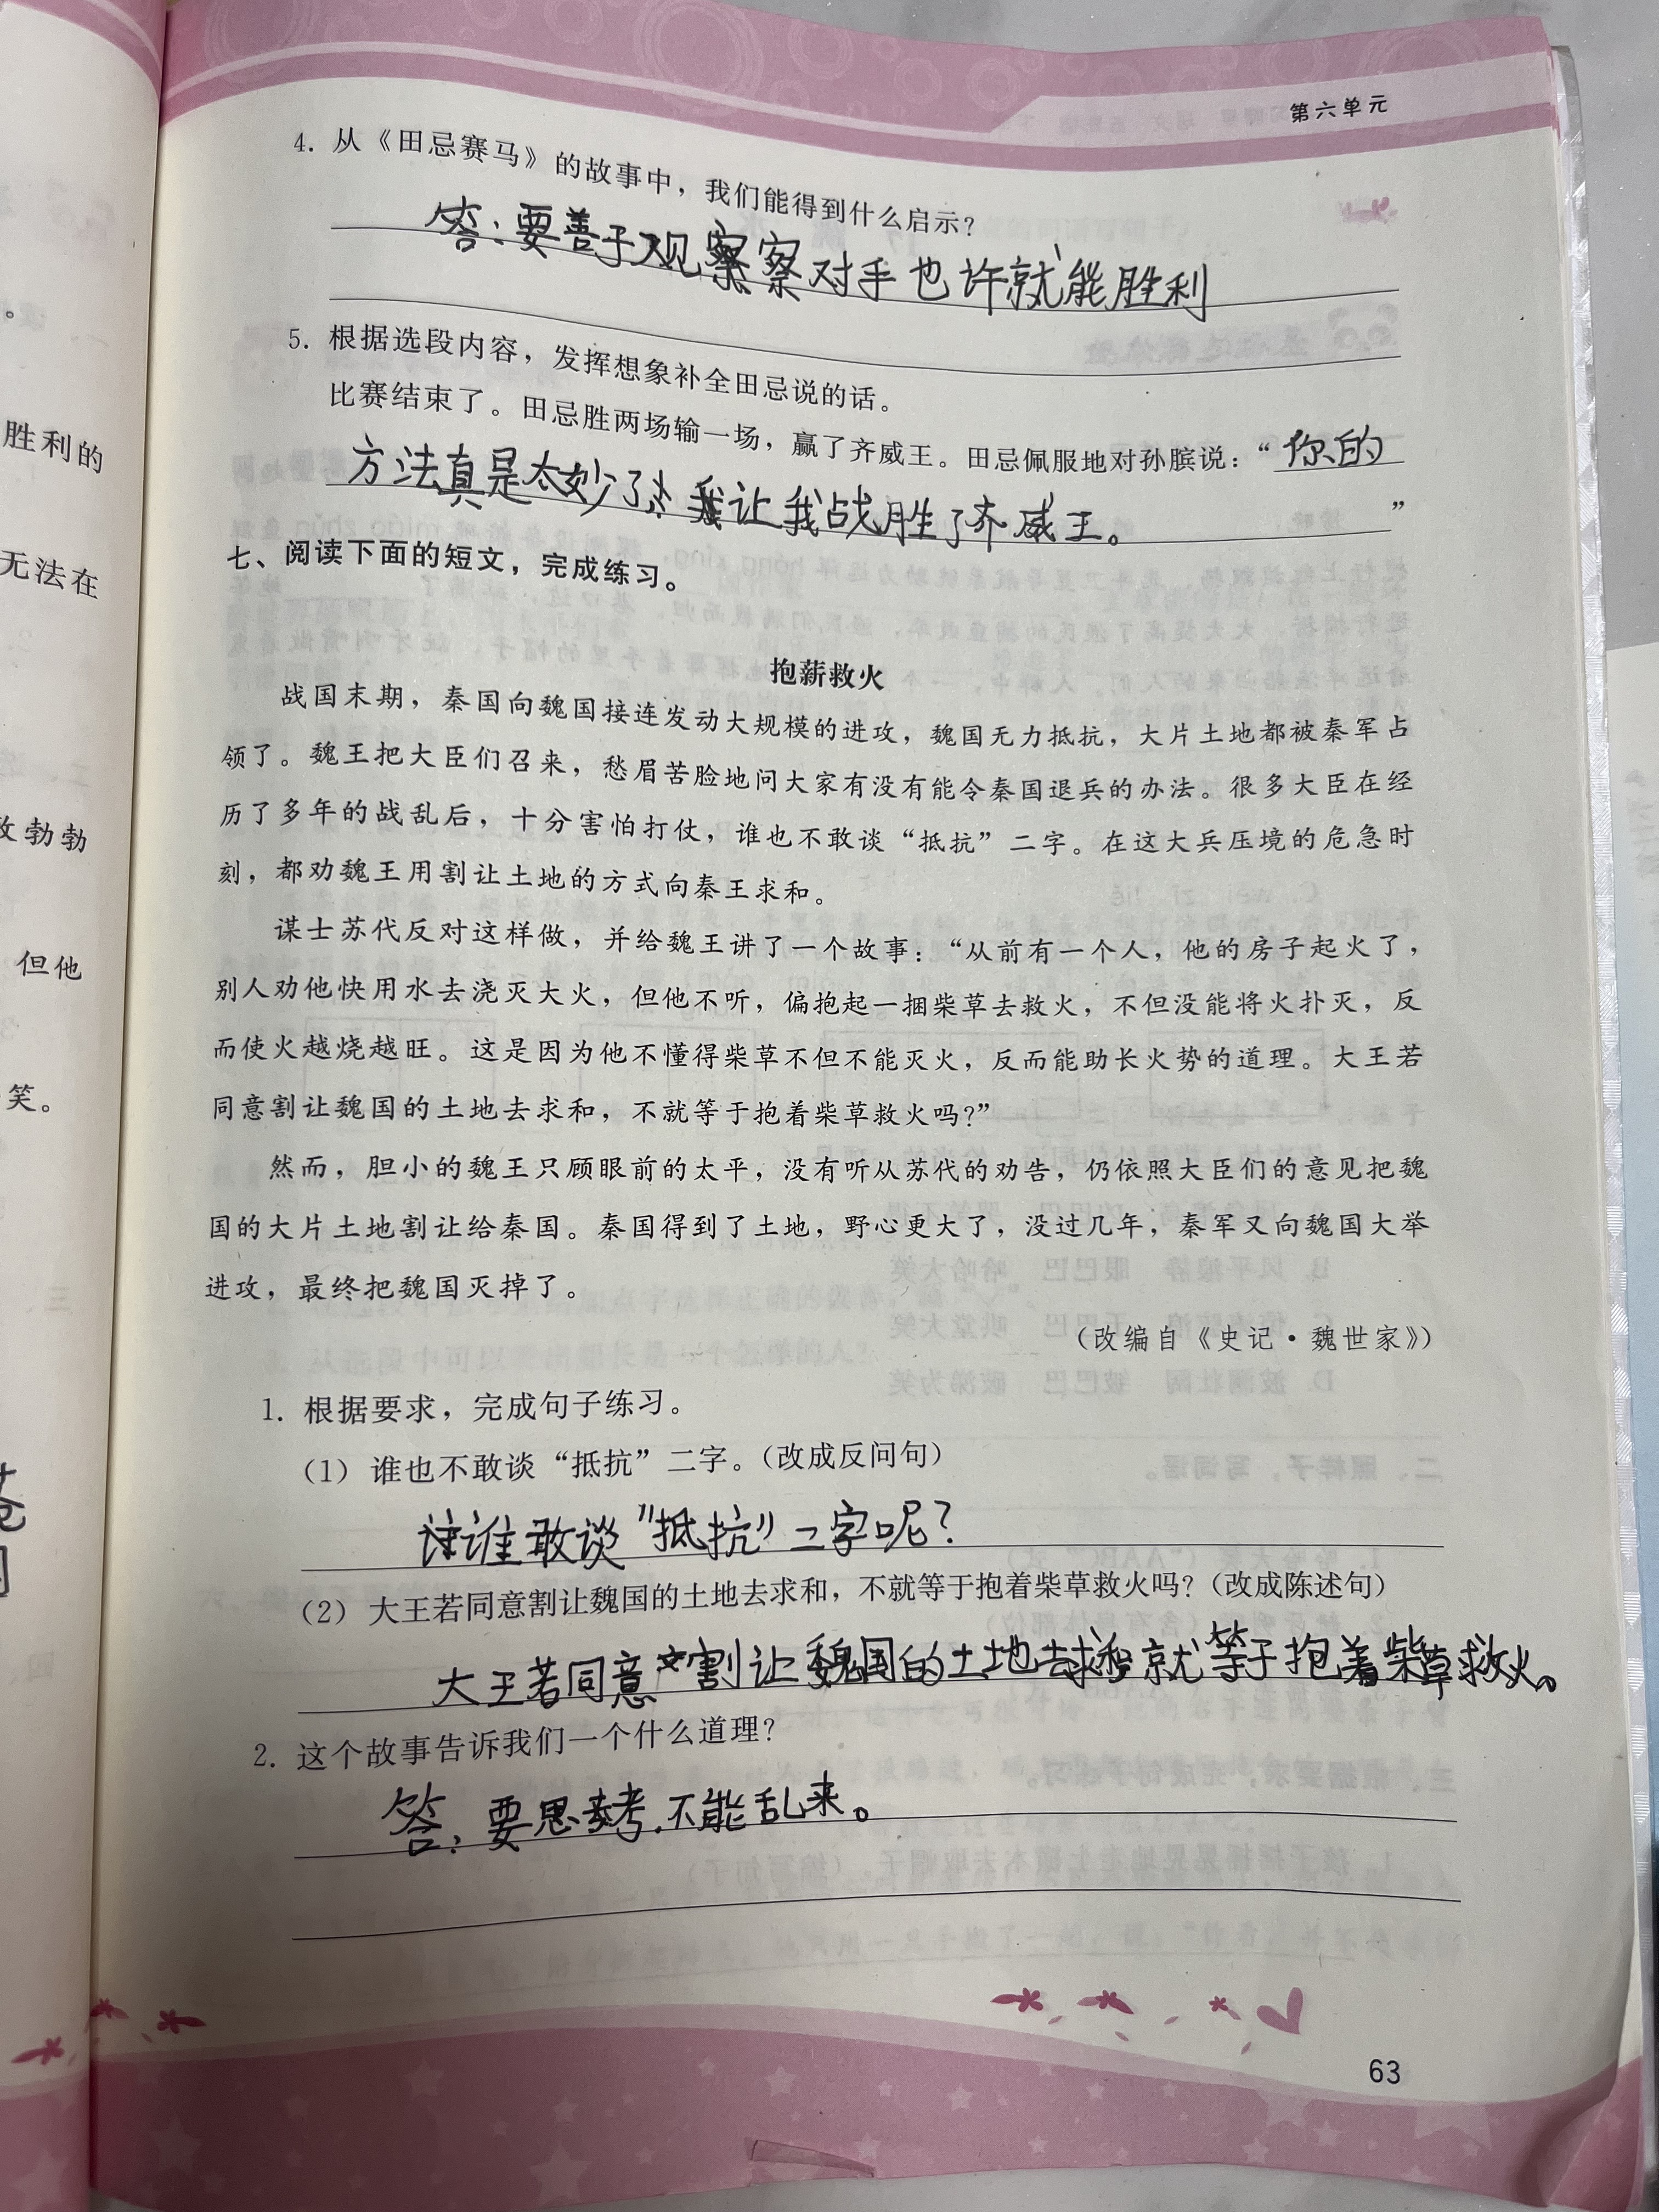 第六单元
4. 从《田忌赛马》的故事中，我们能得到什么启示？
答：要善于观察察对手也许就能胜利
5. 根据选段内容，发挥想象补全田忌说的话。
比赛结束了。田忌胜两场输一场，赢了齐威王。田忌佩服地对孙膑说：“你的
方法真是太妙了！让我战胜了齐威王。”
七、阅读下面的短文，完成练习。
抱薪救火
战国末期，秦国向魏国接连发动大规模的进攻，魏国无力抵抗，大片土地都被秦军占
领了。魏王把大臣们召来，愁眉苦脸地问大家有没有能令秦国退兵的办法。很多大臣在经
历了多年的战乱后，十分害怕打仗，谁也不敢谈“抵抗”二字。在这大兵压境的危急时
刻，都劝魏王用割让土地的方式向秦王求和。
谋士苏代反对这样做，并给魏王讲了一个故事：“从前有一个人，他的房子起火了，
别人劝他快用水去浇灭大火，但他不听，偏抱起一捆柴草去救火，不但没能将火扑灭，反
而使火越烧越旺。这是因为他不懂得柴草不但不能灭火，反而能助长火势的道理。大王若
同意割让魏国的土地去求和，不就等于抱着柴草救火吗？”
然而，胆小的魏王只顾眼前的太平，没有听从苏代的劝告，仍依照大臣们的意见把魏
国的大片土地割让给秦国。秦国得到了土地，野心更大了，没过几年，秦军又向魏国大举
进攻，最终把魏国灭掉了。
（改编自《史记·魏世家》）
1. 根据要求，完成句子练习。
（1）谁也不敢谈“抵抗”二字。（改成反问句）
谁敢谈“抵抗”二字呢？
（2）大王若同意割让魏国的土地去求和，不就等于抱着柴草救火吗？（改成陈述句）
大王若同意割让魏国的土地去求和就等于抱着柴草救火。
2. 这个故事告诉我们一个什么道理？
答：要思考.不能乱来。
63
胜利的
无法在
勃勃
但他
笑。